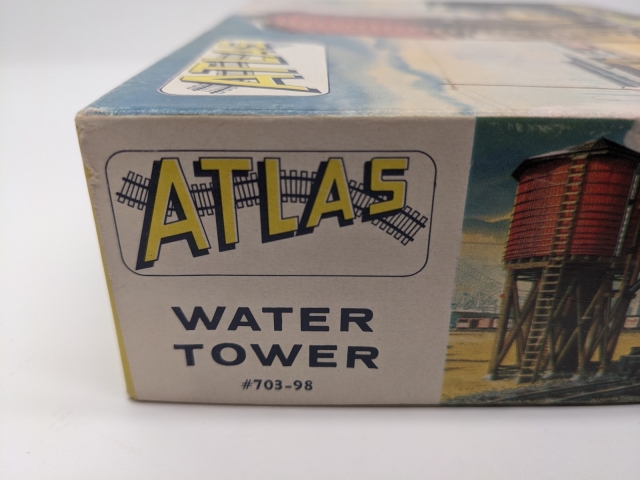 ATLAS
ATLAS
WATER
TOWER
#703-98